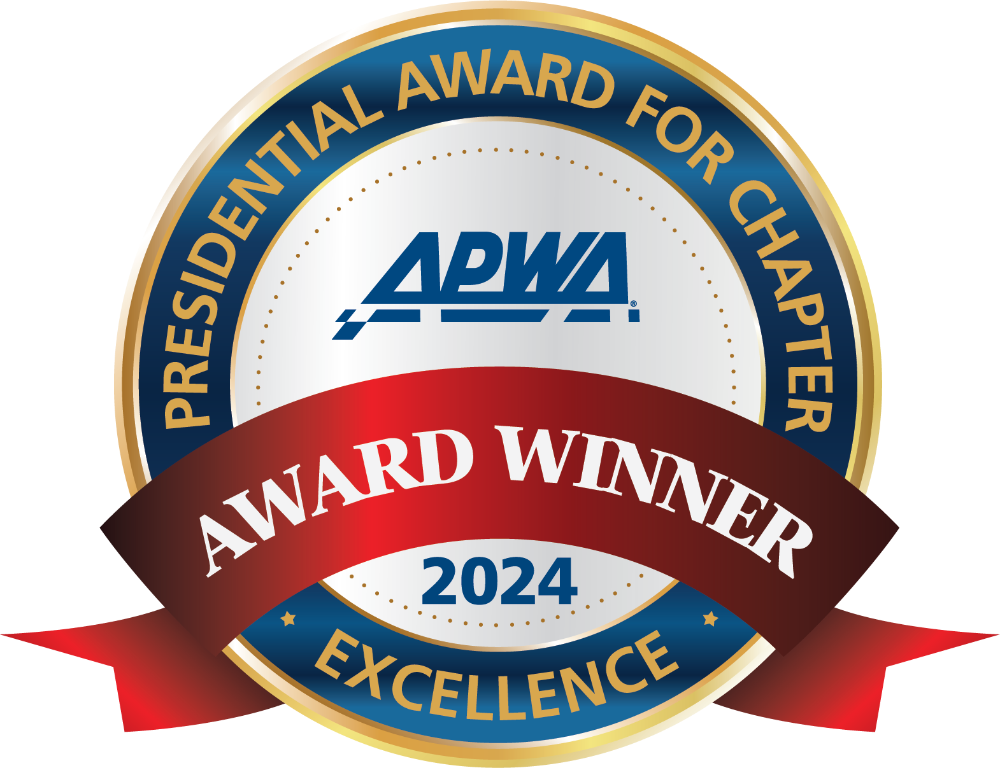 PRESIDENTIAL AWARD FOR CHAPTER
APWA®
AWARD WINNER
2024
EXCELLENCE